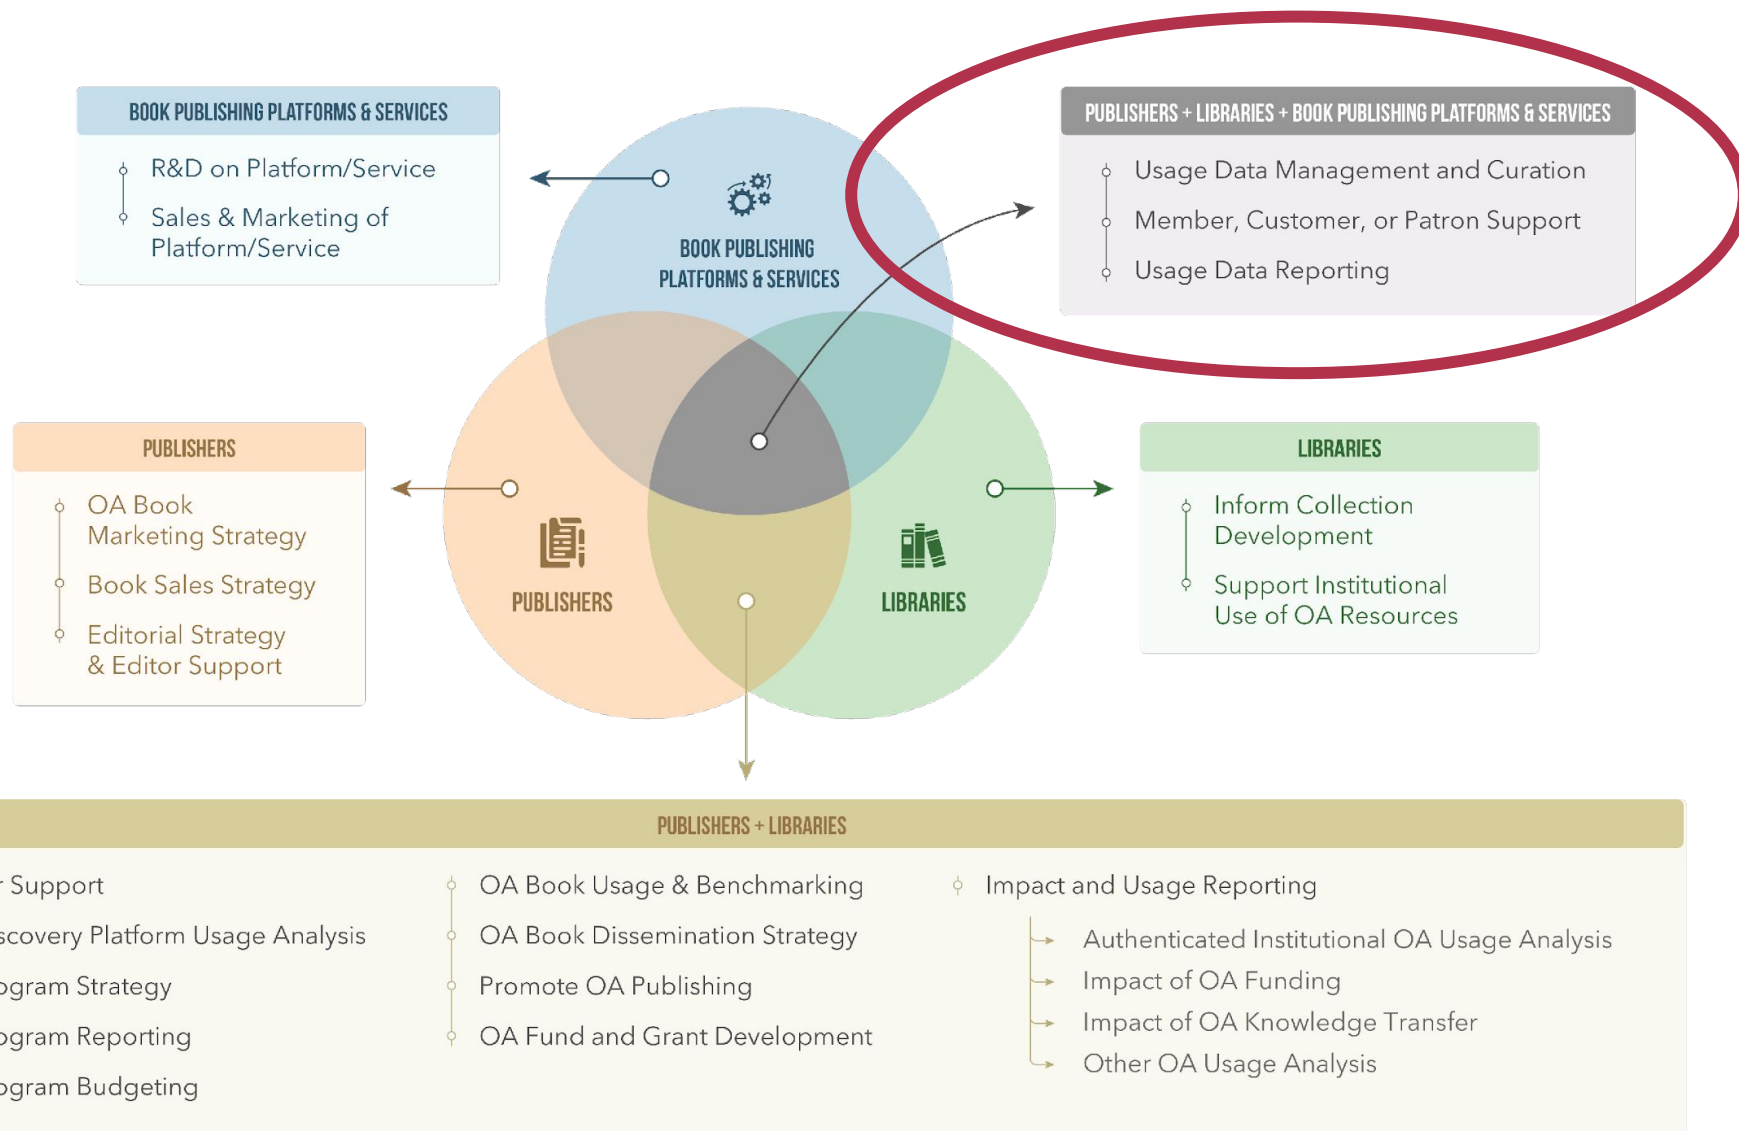 BOOK PUBLISHING PLATFORMS & SERVICES
R&D on Platform/Service
Sales & Marketing of
Platform/Service
BOOK PUBLISHING
PLATFORMS & SERVICES
PUBLISHERS + LIBRARIES + BOOK PUBLISHING PLATFORMS & SERVICES
Usage Data Management and Curation
Member, Customer, or Patron Support
Usage Data Reporting
PUBLISHERS
OA Book
Marketing Strategy
Book Sales Strategy
Editorial Strategy
& Editor Support
PUBLISHERS
LIBRARIES
LIBRARIES
Inform Collection
Development
Support Institutional
Use of OA Resources
PUBLISHERS + LIBRARIES
Support
Platform Usage Analysis
Strategy
Reporting
Budgeting
OA Book Usage & Benchmarking
OA Book Dissemination Strategy
Promote OA Publishing
OA Fund and Grant Development
Impact and Usage Reporting
Authenticated Institutional OA Usage Analysis
Impact of OA Funding
Impact of OA Knowledge Transfer
Other OA Usage Analysis